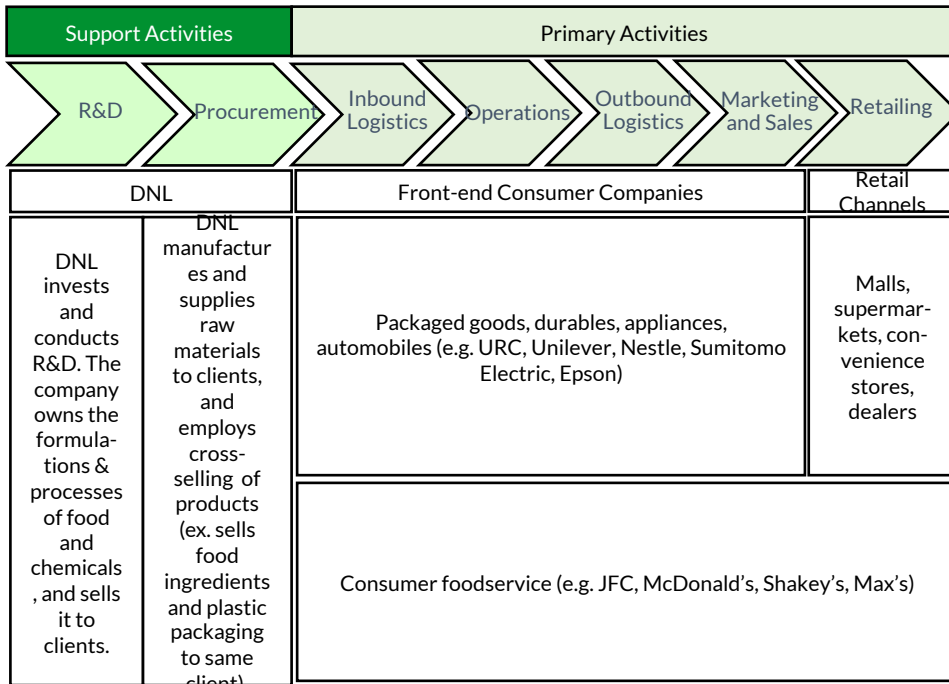 Support Activities
Primary Activities
R&D
Procurement
Inbound
Logistics
Operations
Outbound
Logistics
Marketing
and Sales
Retailing
DNL
Front-end Consumer Companies
Retail
Channels
DNL
invests
and
conducts
R&D. The
company
owns the
formula-
tions &
processes
of food
and
chemicals
, and sells
it to
clients.
DNL
manufactur
es and
supplies
raw
materials
to clients,
and
employs
cross-
selling of
products
(ex. sells
food
ingredients
and plastic
packaging
to same
client)
Packaged goods, durables, appliances,
automobiles (e.g. URC, Unilever, Nestle, Sumitomo
Electric, Epson)
Malls,
supermar-
kets, con-
venience
stores,
dealers
Consumer foodservice (e.g. JFC, McDonald’s, Shakey’s, Max’s)